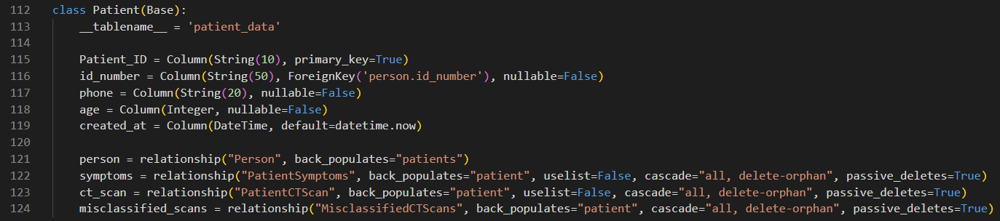 112 class Patient(Base):
113     __tablename__ = 'patient_data'
114
115     Patient_ID = Column(String(10), primary_key=True)
116     id_number = Column(String(50), ForeignKey('person.id_number'), nullable=False)
117     phone = Column(String(20), nullable=False)
118     age = Column(Integer, nullable=False)
119     created_at = Column(DateTime, default=datetime.now)
120
121     person = relationship("Person", back_populates="patients")
122     symptoms = relationship("PatientSymptoms", back_populates="patient", uselist=False, cascade="all, delete-orphan", passive_deletes=True)
123     ct_scan = relationship("PatientCTScan", back_populates="patient", uselist=False, cascade="all, delete-orphan", passive_deletes=True)
124     misclassified_scans = relationship("MisclassifiedCTScans", back_populates="patient", cascade="all, delete-orphan", passive_deletes=True)